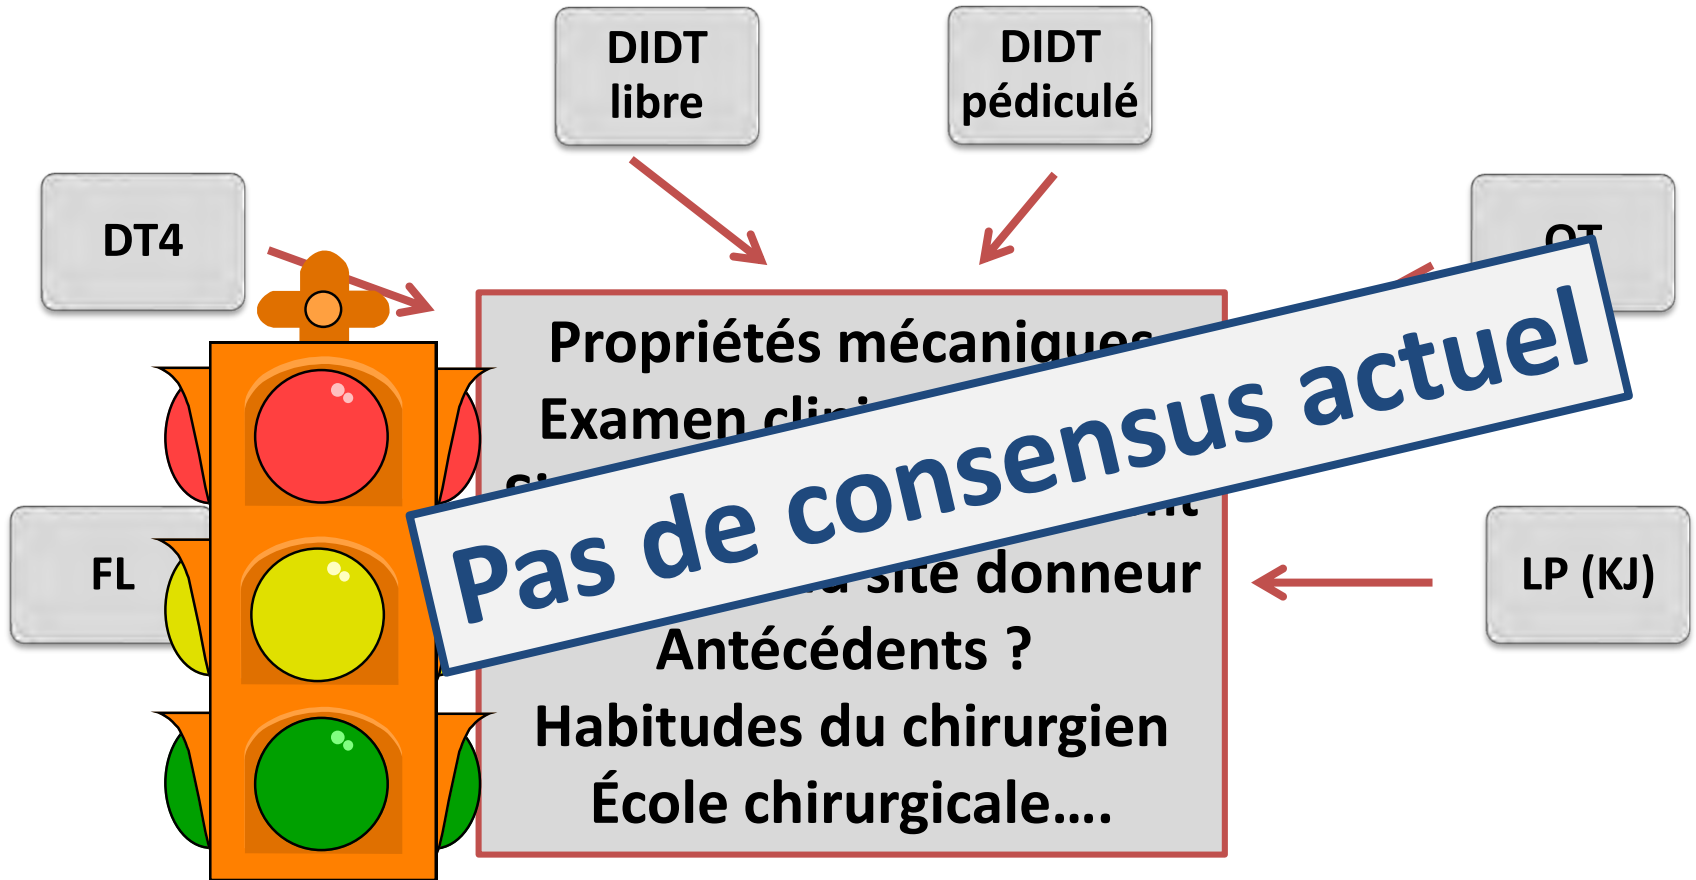 DIDT
libre
DIDT
pédiculé
DT4
QT
Propriétés mécaniques
Examen
Pas de consensus actuel
site donneur
FL
LP (KJ)
Antécédents ?
Habitudes du chirurgien
École chirurgicale....